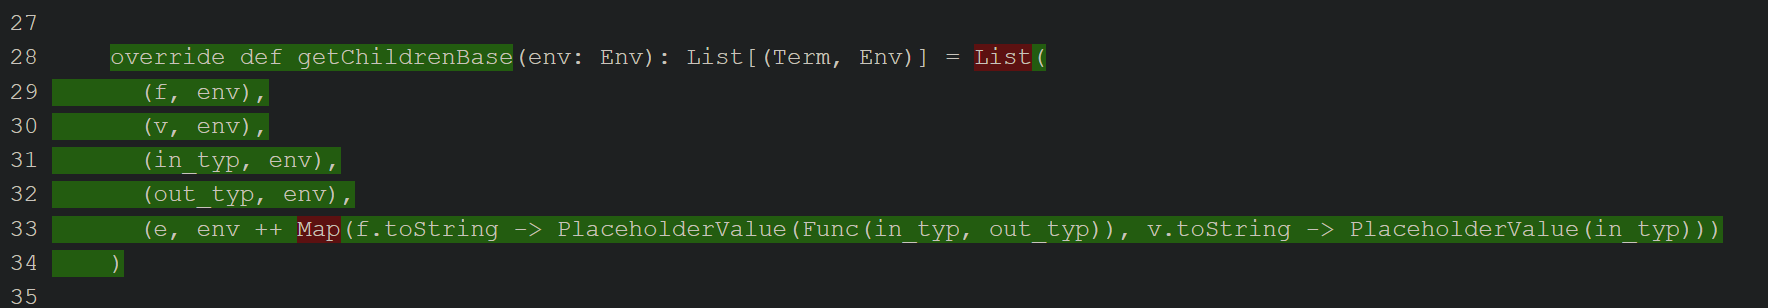 27
28     override def getChildrenBase(env: Env): List[(Term, Env)] = List(
29       (f, env),
30       (v, env),
31       (in_typ, env),
32       (out_typ, env),
33       (e, env ++ Map(f.toString -> PlaceholderValue(Func(in_typ, out_typ)), v.toString -> PlaceholderValue(in_typ)))
34     )
35